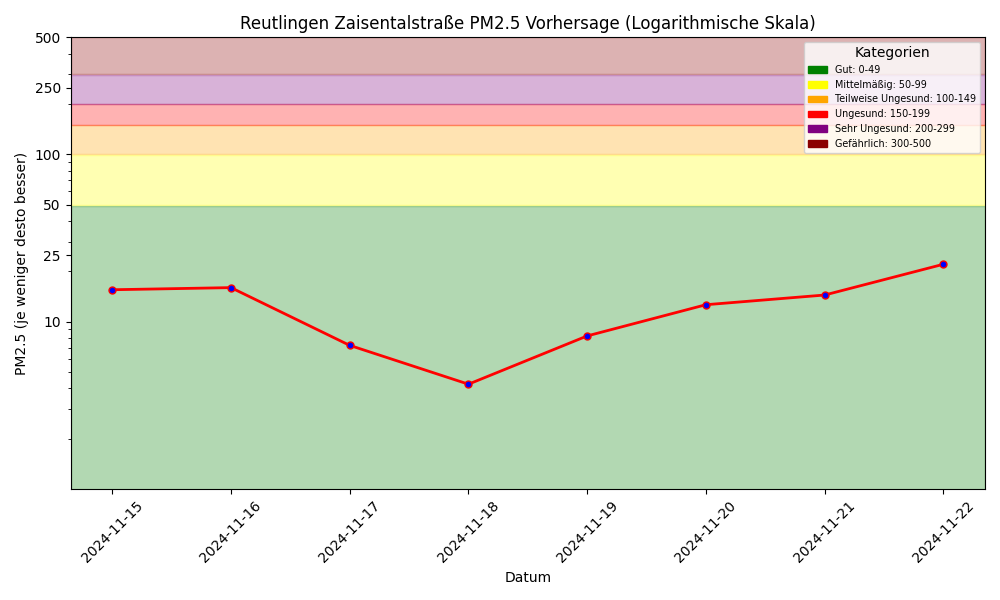 Reutlingen Zaisentalstraße PM2.5 Vorhersage (Logarithmische Skala)
PM2.5 (je weniger desto besser)
500
250
100
50
25
10
Kategorien
Gut: 0-49
Mittelmäßig: 50-99
Teilweise Ungesund: 100-149
Ungesund: 150-199
Sehr Ungesund: 200-299
Gefährlich: 300-500
2024-11-15
2024-11-16
2024-11-17
2024-11-18
2024-11-19
2024-11-20
2024-11-21
2024-11-22
Datum